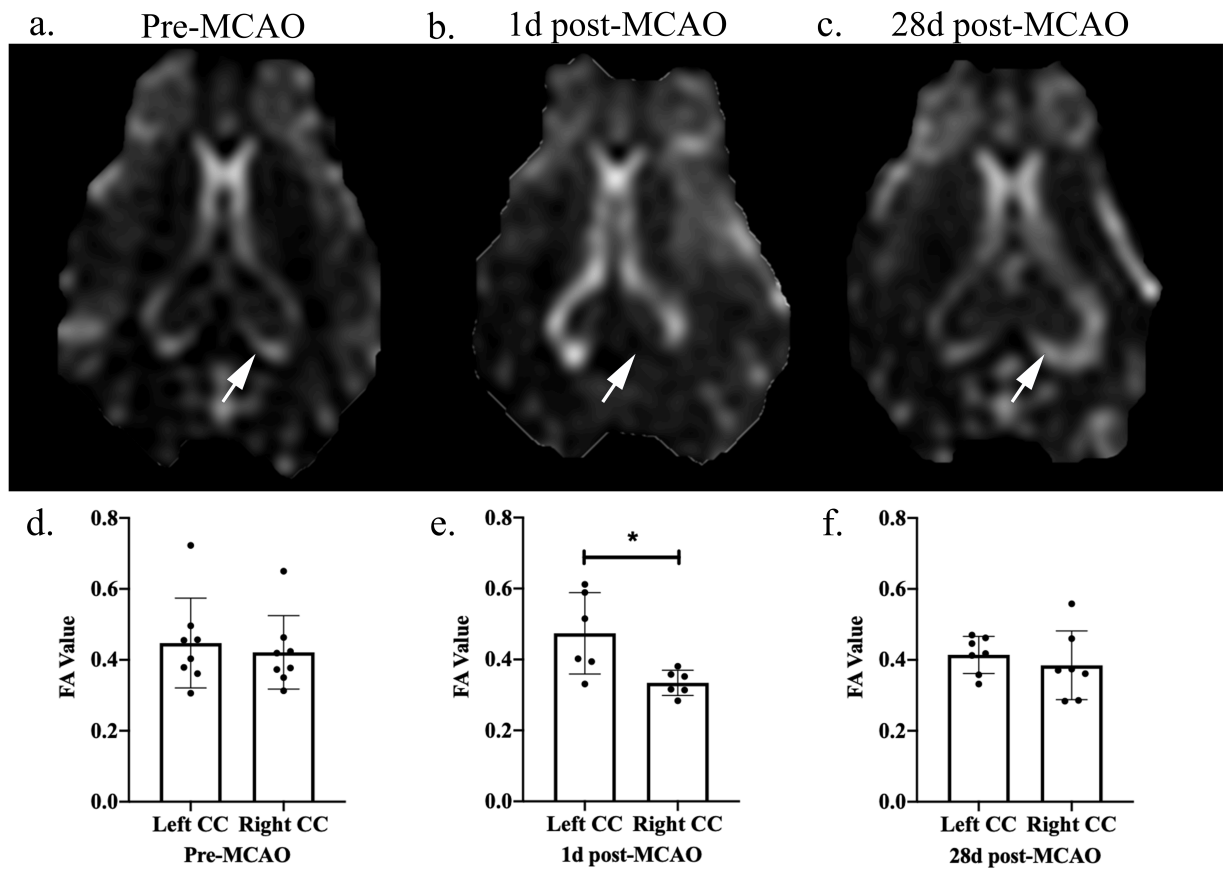 a. Pre-MCAO b. 1d post-MCAO c. 28d post-MCAO
d. e. f.
0.8 0.8 0.8
*
0.6 0.6 0.6
FA Value FA Value FA Value
0.4 0.4 0.4
0.2 0.2 0.2
0.0 0.0 0.0
Left CC Right CC Left CC Right CC Left CC Right CC
Pre-MCAO 1d post-MCAO 28d post-MCAO